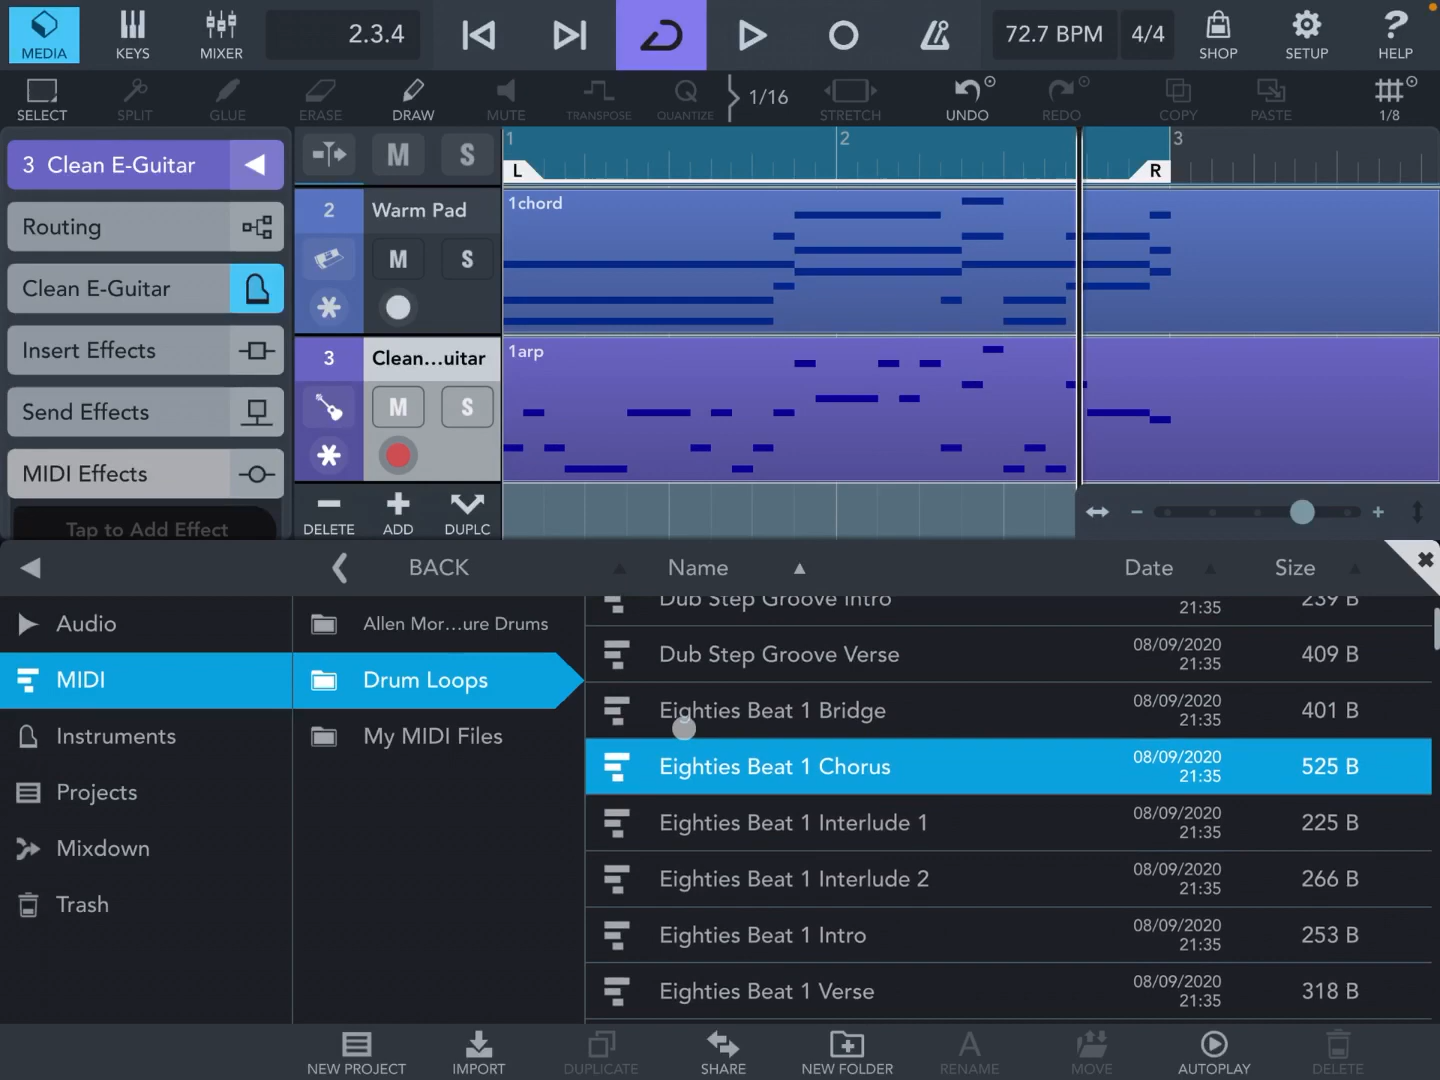 MEDIA
KEYS
MIXER
2.3.4
72.7 BPM
4/4
SHOP
SETUP
HELP
SELECT
SPLIT
GLUE
ERASE
DRAW
MUTE
TRANSPOSE
QUANTIZE
1/16
STRETCH
UNDO
REDO
COPY
PASTE
1/8
3 Clean E-Guitar
Routing
Clean E-Guitar
Insert Effects
Send Effects
MIDI Effects
Tap to Add Effect
M S
1 2 3
L R
2 Warm Pad
M S
1chord
3 Clean...uitar
M S
1arp
DELETE
ADD
DUPLC
BACK
Name
Date
Size
Audio
MIDI
Instruments
Projects
Mixdown
Trash
Allen Mor...ure Drums
Drum Loops
My MIDI Files
Dub Step Groove Intro 21:35 239 B
Dub Step Groove Verse 08/09/2020 21:35 409 B
Eighties Beat 1 Bridge 08/09/2020 21:35 401 B
Eighties Beat 1 Chorus 08/09/2020 21:35 525 B
Eighties Beat 1 Interlude 1 08/09/2020 21:35 225 B
Eighties Beat 1 Interlude 2 08/09/2020 21:35 266 B
Eighties Beat 1 Intro 08/09/2020 21:35 253 B
Eighties Beat 1 Verse 08/09/2020 21:35 318 B
NEW PROJECT
IMPORT
DUPLICATE
SHARE
NEW FOLDER
RENAME
MOVE
AUTOPLAY
DELETE